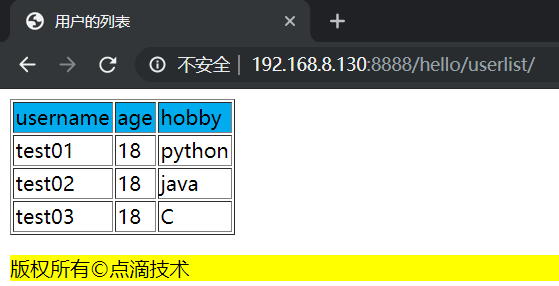 用户的列表
不安全 | 192.168.8.130:8888/hello/userlist/
username age hobby
test01 18 python
test02 18 java
test03 18 C
版权所有©点滴技术